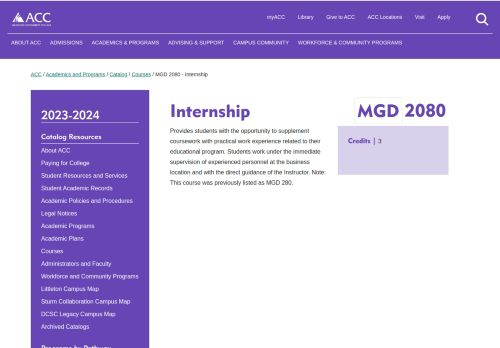 ACC
myACC Library Give to ACC ACC Locations Visit Apply
ABOUT ACC ADMISSIONS ACADEMICS & PROGRAMS ADVISING & SUPPORT CAMPUS COMMUNITY WORKFORCE & COMMUNITY PROGRAMS
ACC / Academics and Programs / Catalog / Courses / MGD 2080 - Internship
2023-2024
Catalog Resources
About ACC
Paying for College
Student Resources and Services
Student Academic Records
Academic Policies and Procedures
Legal Notices
Academic Programs
Academic Plans
Courses
Administrators and Faculty
Workforce and Community Programs
Littleton Campus Map
Sturm Collaboration Campus Map
DCSC Legacy Campus Map
Archived Catalogs
Programs by Pathway
Internship
Provides students with the opportunity to supplement
coursework with practical work experience related to their
educational program. Students work under the immediate
supervision of experienced personnel at the business
location and with the direct guidance of the instructor. Note:
This course was previously listed as MGD 280.
MGD 2080
Credits | 3